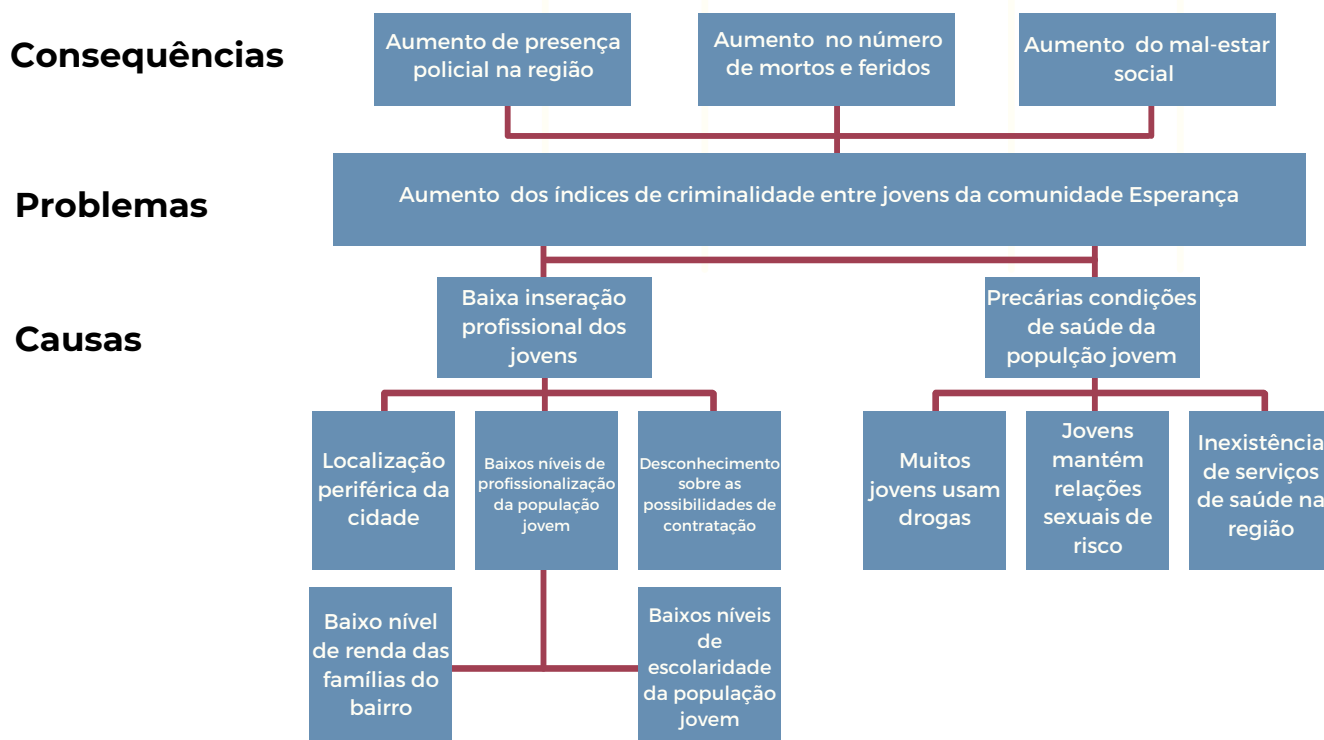 Consequências
Aumento de presença
policial na região
Aumento  no número
de mortos e feridos
Aumento  do mal-estar
social
Problemas
Aumento  dos índices de criminalidade entre jovens da comunidade Esperança
Causas
Baixa inseração
profissional dos
jovens
Precárias condições
de saúde da
populção jovem
Localização
periférica da
cidade
Baixos níveis de
profissionalização
da população
jovem
Desconhecimento
sobre as
possibilidades de
contratação
Muitos
jovens usam
drogas
Jovens
mantém
relações
sexuais de
risco
Inexistência
de serviços
de saúde na
região
Baixo nível
de renda das
famílias do
bairro
Baixos níveis
de
escolaridade
da população
jovem